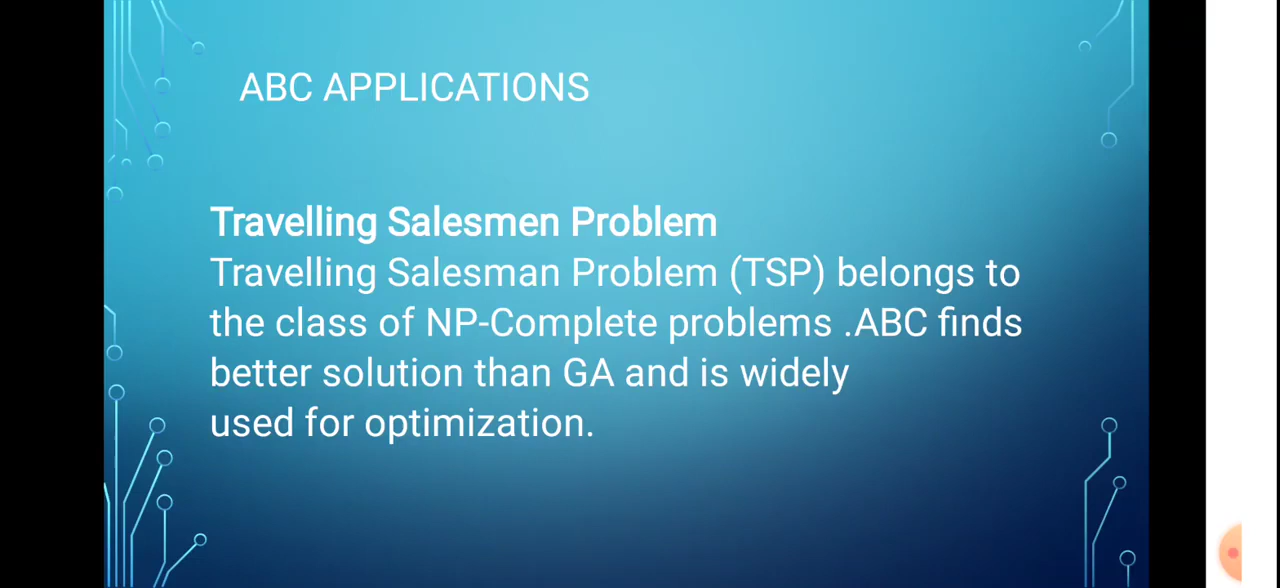 ABC APPLICATIONS
Travelling Salesmen Problem
Travelling Salesman Problem (TSP) belongs to
the class of NP-Complete problems .ABC finds
better solution than GA and is widely
used for optimization.